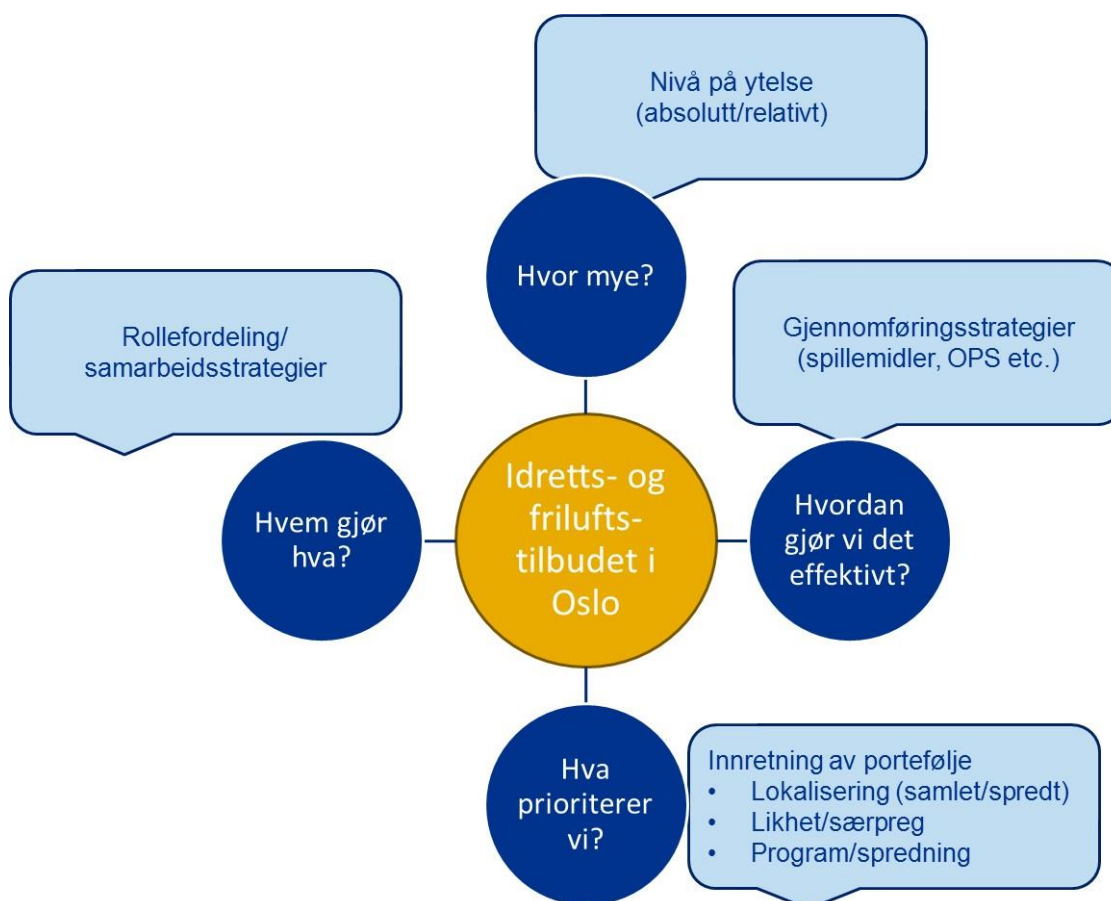 Nivå på ytelse
(absolutt/relativt)
Hvor mye?
Rollefordeling/
samarbeidsstrategier
Gjennomføringsstrategier
(spillemidler, OPS etc.)
Hvem gjør
hva?
Idretts- og
frilufts-
tilbudet i
Oslo
Hvordan
gjør vi det
effektivt?
Hva
prioriterer
vi?
Innretning av portefølje
• Lokalisering (samlet/spredt)
• Likhet/særpreg
• Program/spredning